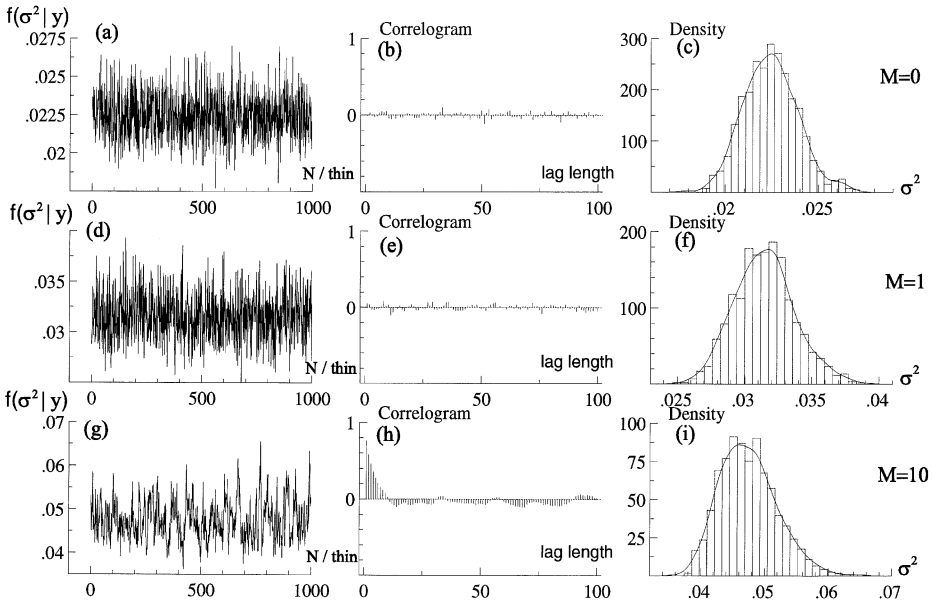 f(σ² | y)
(a)
.0275
.025
.0225
.02
N / thin
0
500
1000
Correlogram
(b)
1
0
lag length
0
50
100
Density
(c)
300
200
100
M=0
σ²
.02
.025
f(σ² | y)
(d)
.035
.03
N / thin
0
500
1000
Correlogram
(e)
1
0
lag length
0
50
100
Density
(f)
200
100
M=1
σ²
.025
.03
.035
.04
f(σ² | y)
(g)
.07
.06
.05
.04
N / thin
0
500
1000
Correlogram
(h)
1
0
lag length
0
50
100
Density
(i)
100
75
50
25
M=10
σ²
.04
.05
.06
.07